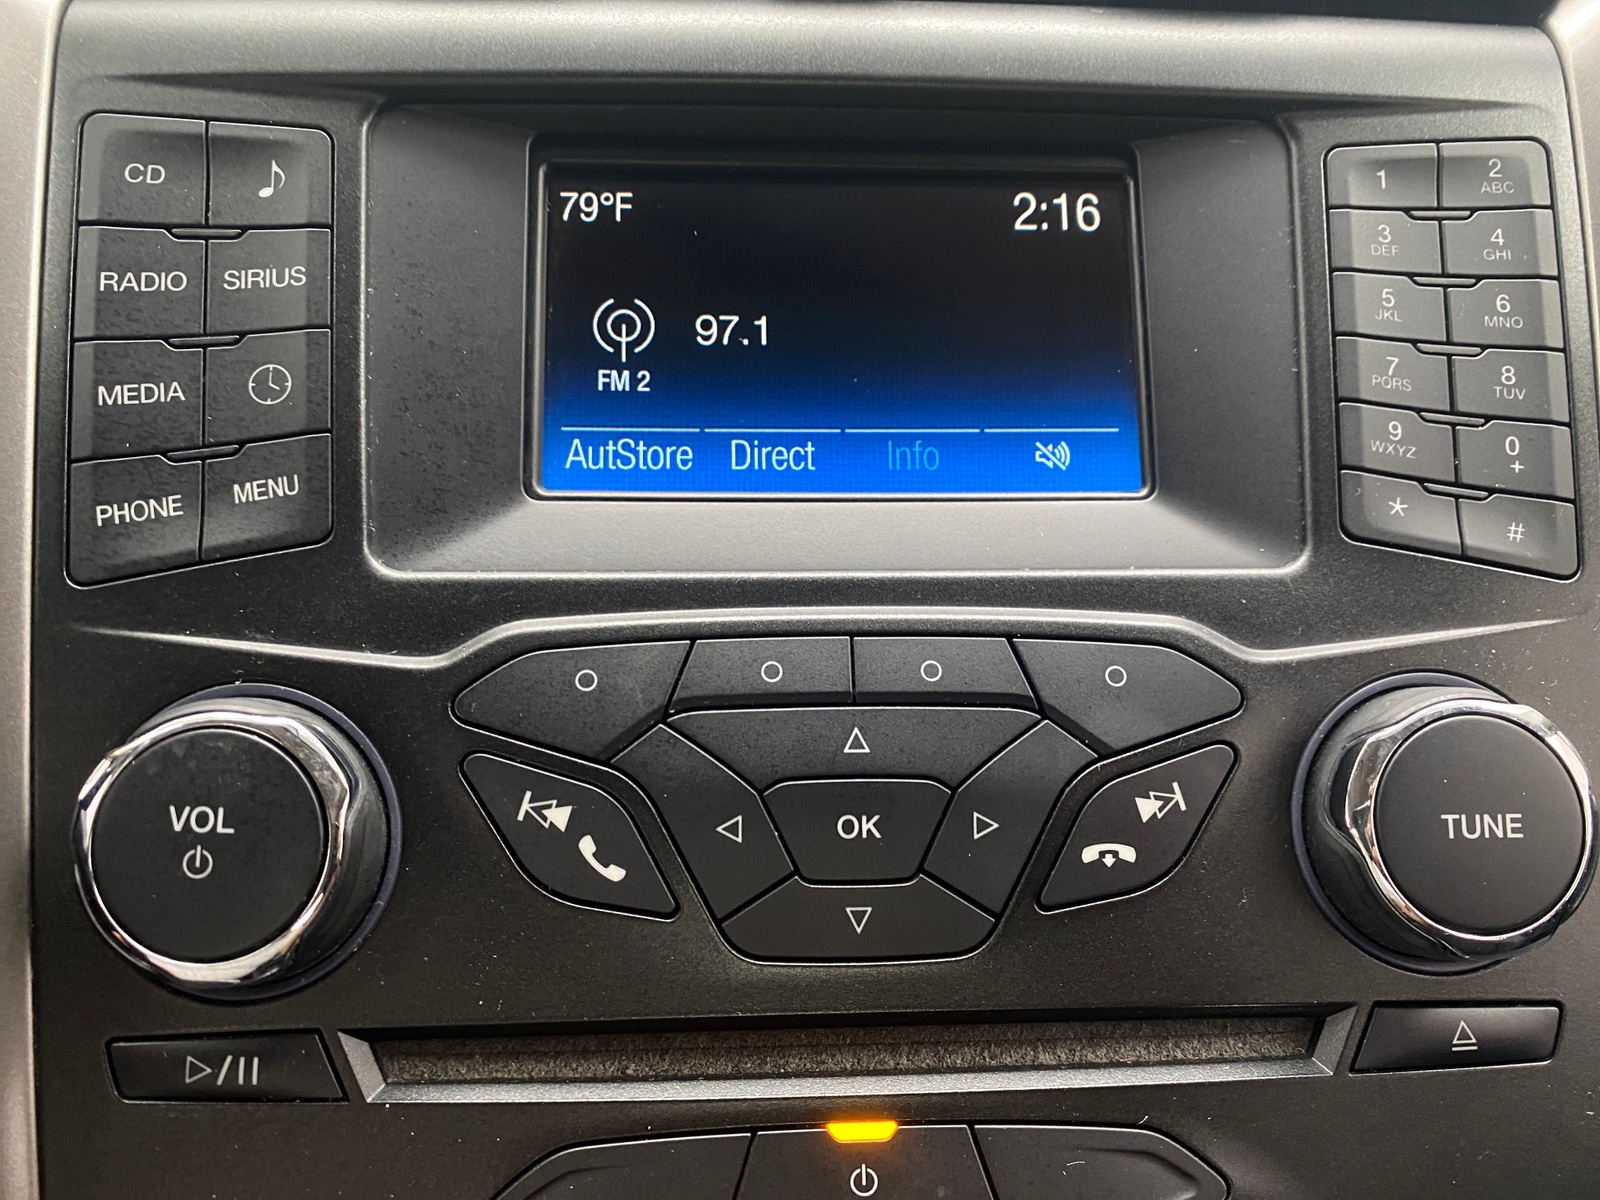 CD
RADIO SIRIUS
MEDIA
PHONE MENU
79°F 2:16
97.1
FM 2
AutStore Direct Info
1 2
ABC
3 4
DEF GHI
5 6
JKL MNO
7 8
PQRS TUV
9 0
WXYZ +
* #
VOL OK TUNE